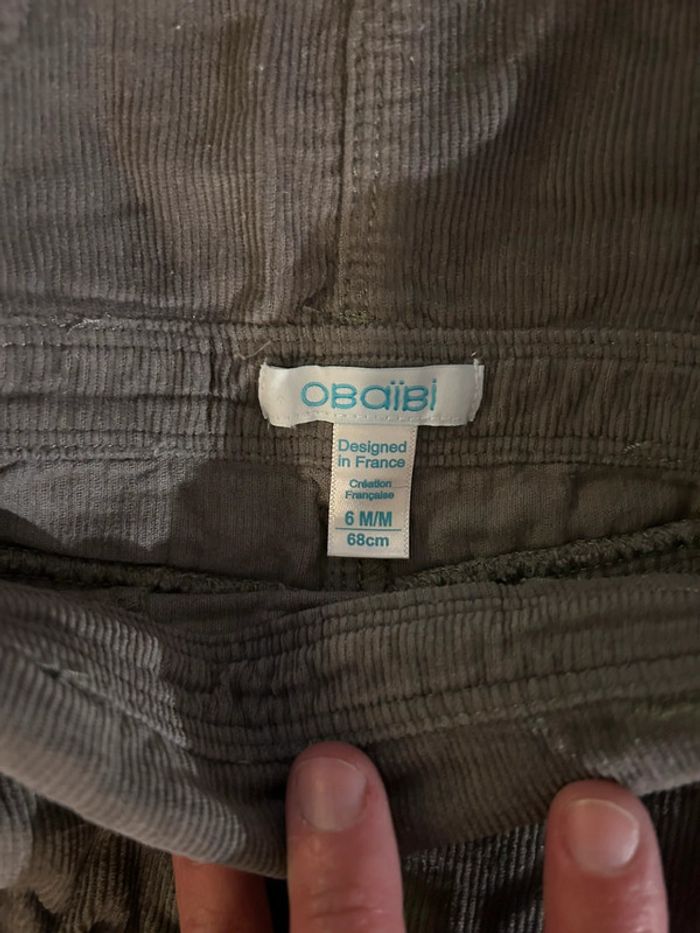 OBaïBi
Designed
in France
Création
Française
6 M/M
68cm